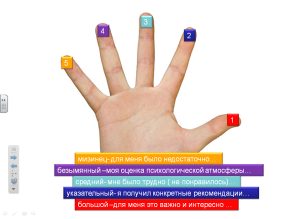 5
4
3
2
1
мизинец- для меня было недостаточно….
безымянный –моя оценка психологической атмосферы…
средний- мне было трудно ( не понравилось)…
указательный- я получил конкретные рекомендации…
большой –для меня это важно и интересно…